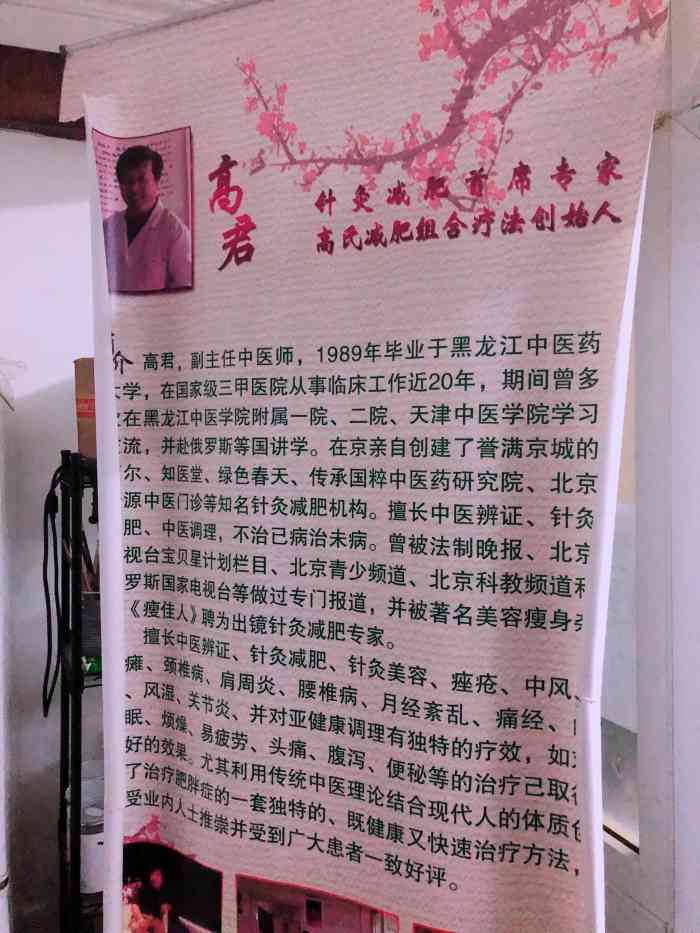 高君
针灸减肥首席专家
高氏减肥组合疗法创始人
介 高君，副主任中医师，1989年毕业于黑龙江中医药
大学，在国家级三甲医院从事临床工作近20年，期间曾多
次在黑龙江中医学院附属一院、二院、天津中医学院学习
流，并赴俄罗斯等国讲学。在京亲自创建了誉满京城的
尔、知医堂、绿色春天、传承国粹中医药研究院、北京
源中医门诊等知名针灸减肥机构。擅长中医辨证、针灸
肥、中医调理，不治已病治未病。曾被法制晚报、北京
视台宝贝星计划栏目、北京青少频道、北京科教频道和
罗斯国家电视台等做过专门报道，并被著名美容瘦身杂
《瘦佳人》聘为出镜针灸减肥专家。
擅长中医辨证、针灸减肥、针灸美容、痤疮、中风、
瘫、颈椎病、肩周炎、腰椎病、月经紊乱、痛经、
、风湿、关节炎、并对亚健康调理有独特的疗效，如
眠、烦燥、易疲劳、头痛、腹泻、便秘等的治疗已取得
好的效果。尤其利用传统中医理论结合现代人的体质创
了治疗肥胖症的一套独特的、既健康又快速治疗方法，
受业内人士推崇并受到广大患者一致好评。